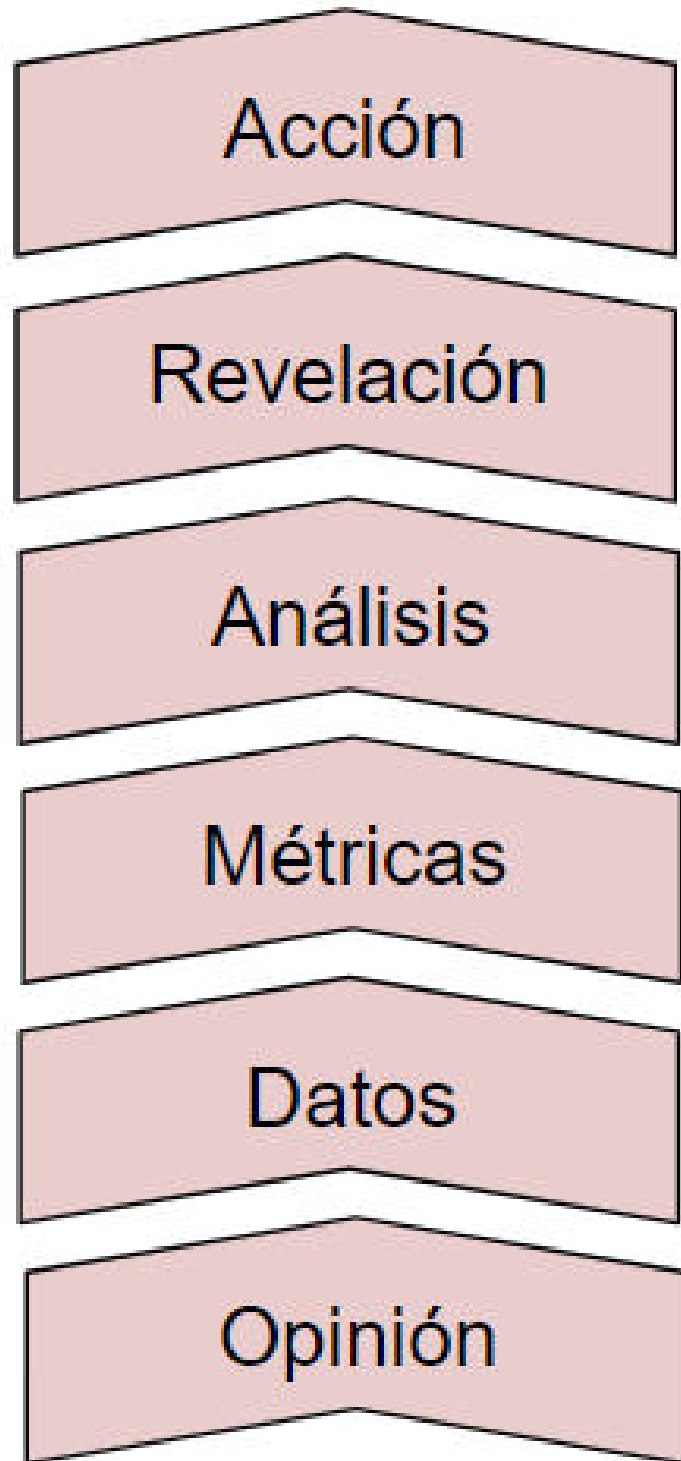 Acción
Revelación
Análisis
Métricas
Datos
Opinión